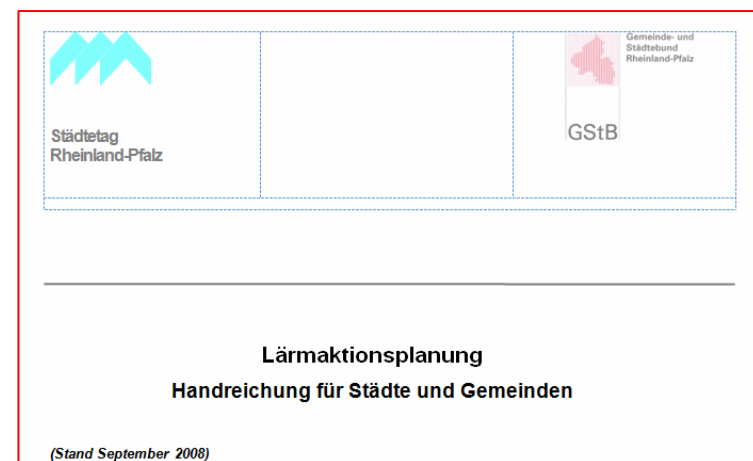 Städtetag
Rheinland-Pfalz
Gemeinde- und
Städtebund
Rheinland-Pfalz
GStB
Lärmaktionsplanung
Handreichung für Städte und Gemeinden
(Stand September 2008)